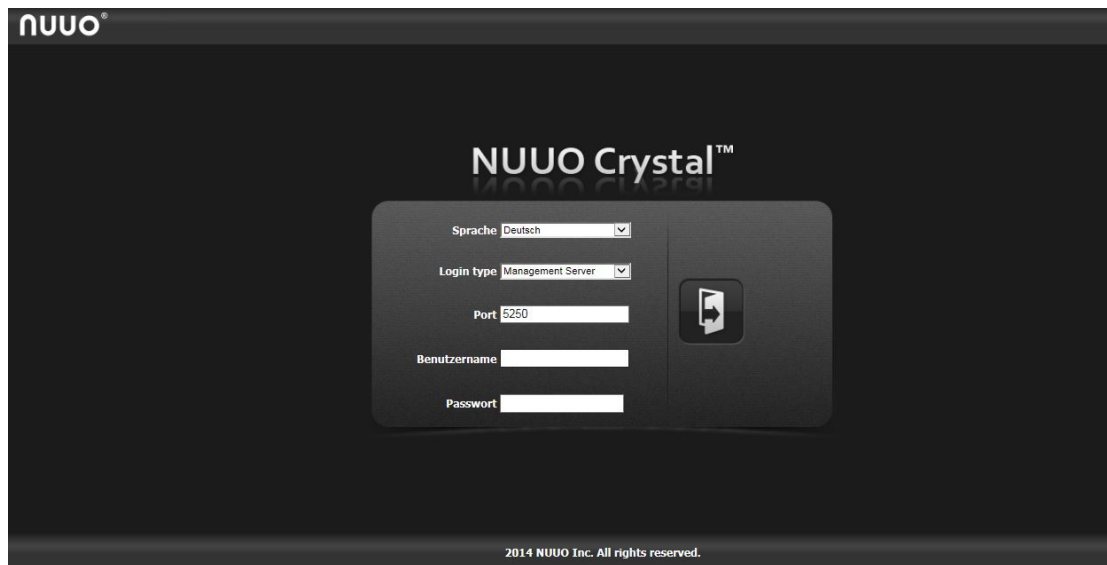 nuuo®
NUUO Crystal™
Sprache Deutsch
Login type Management Server
Port 5250
Benutzername
Passwort
2014 NUUO Inc. All rights reserved.